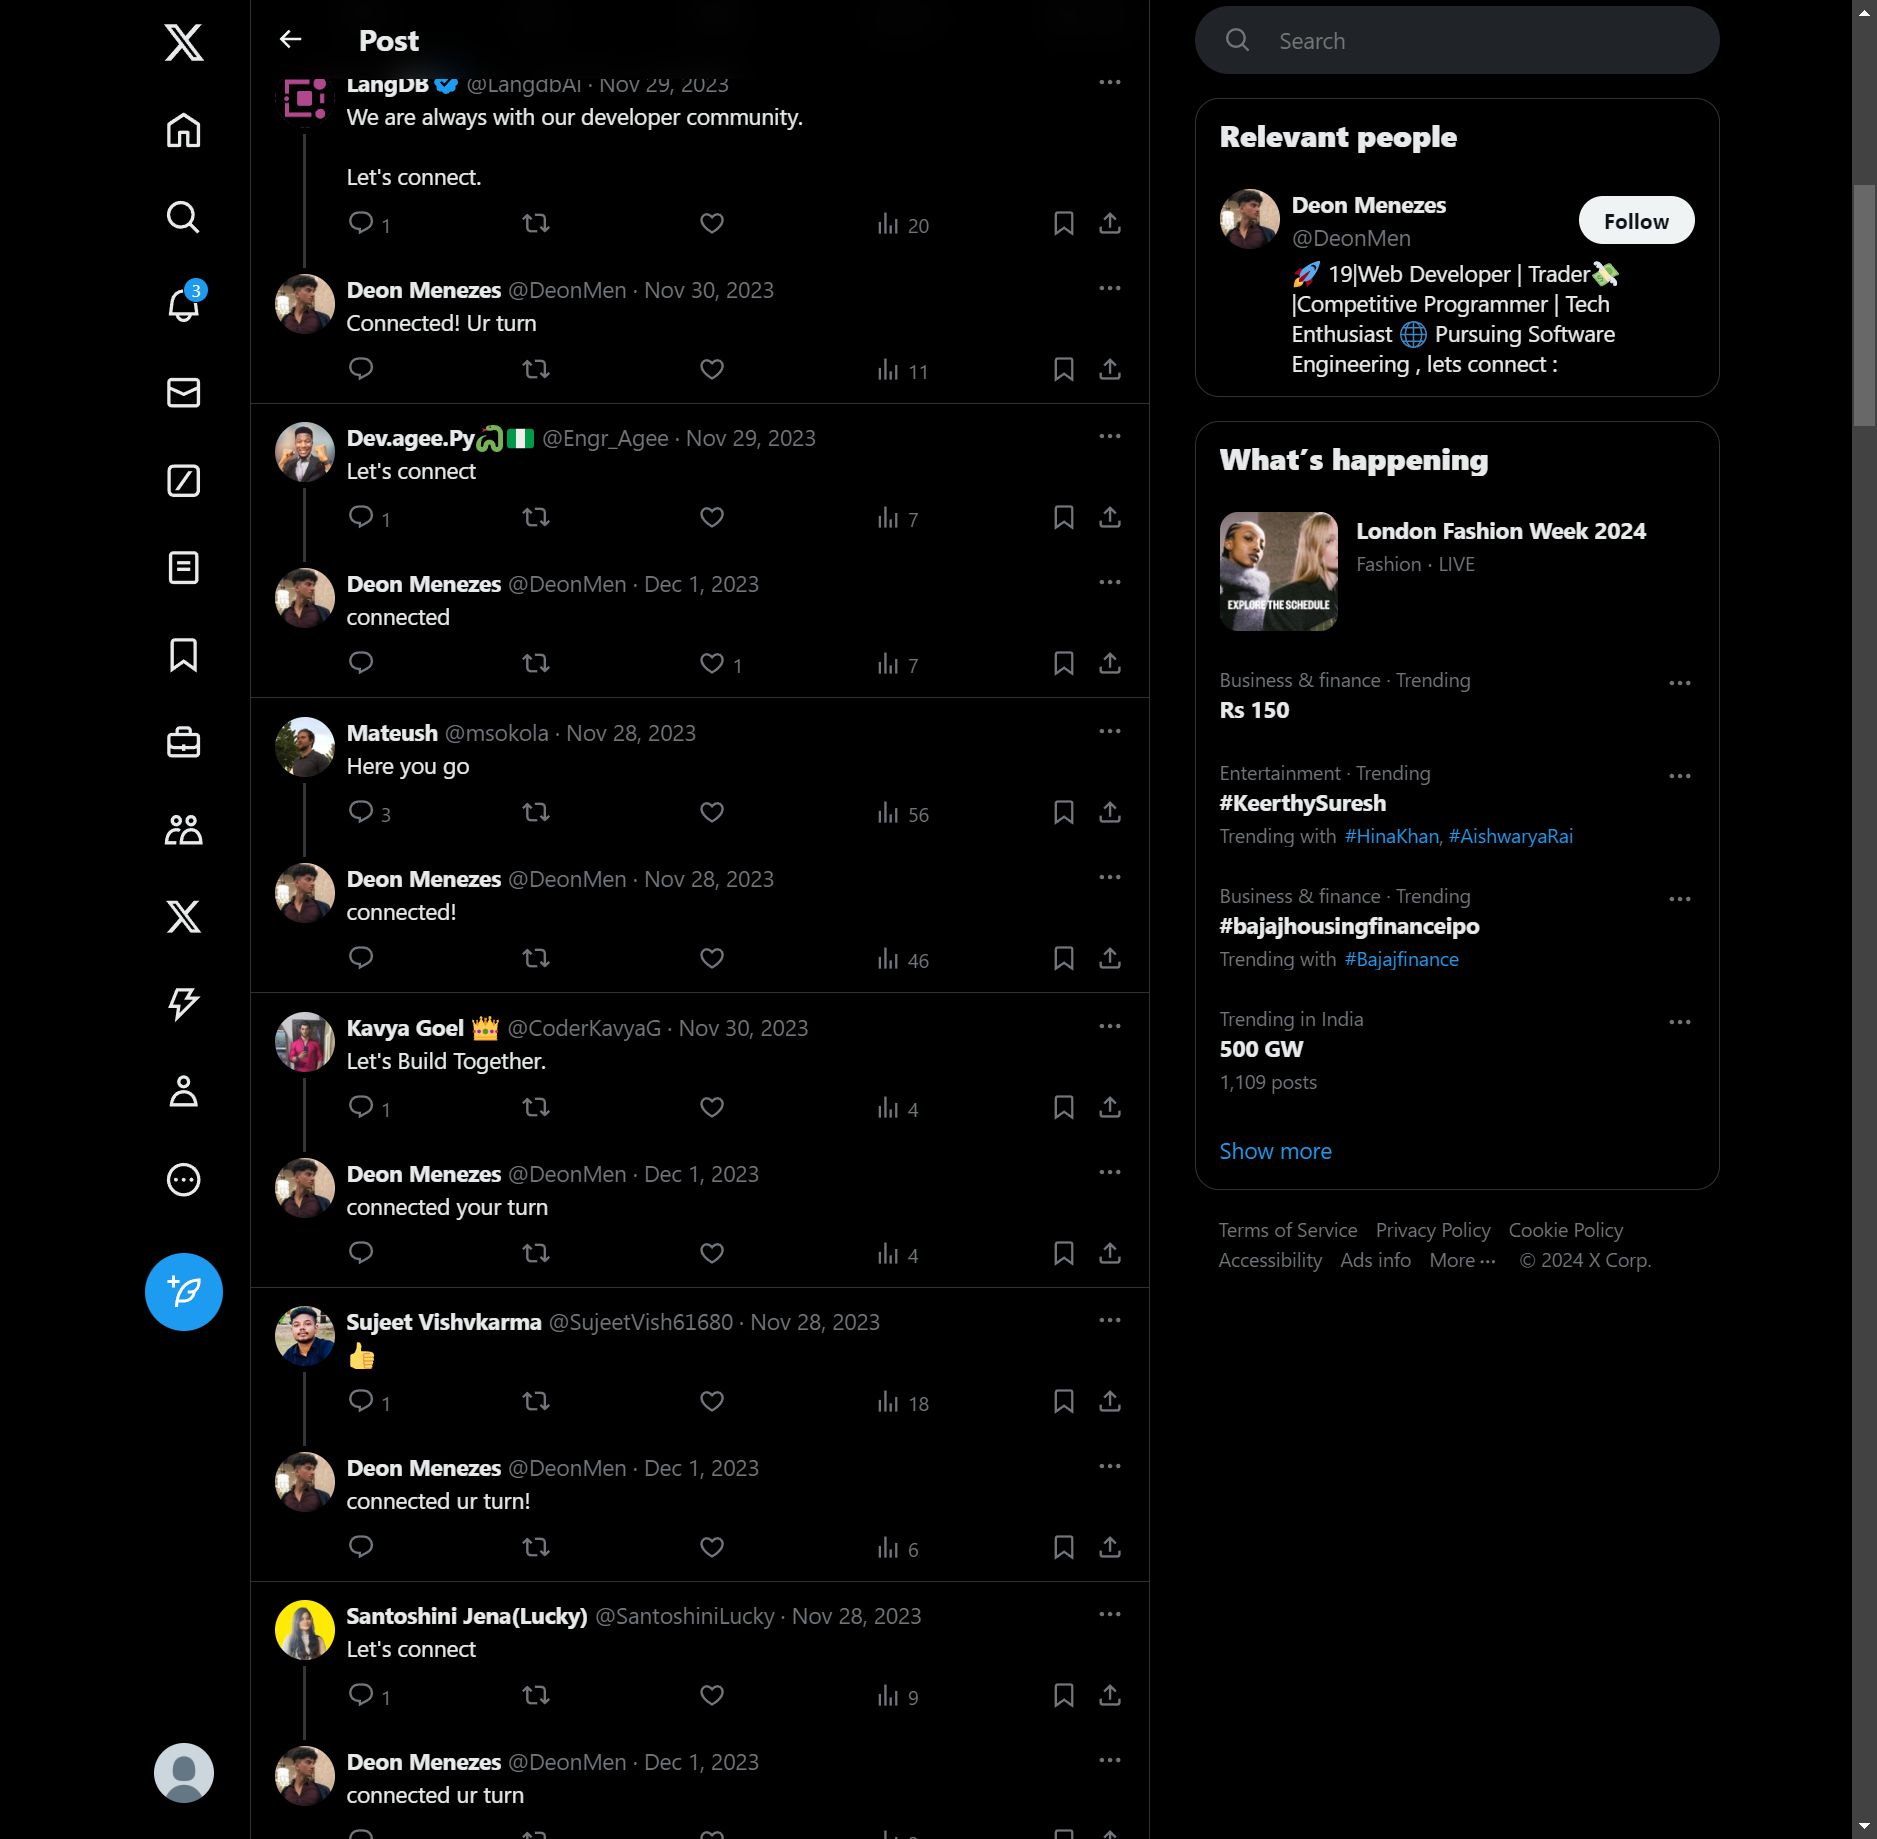 Post
LangDB @LangdbAi · Nov 29, 2023
We are always with our developer community.
Let's connect.
1 20
Deon Menezes @DeonMen · Nov 30, 2023
Connected! Ur turn
11
Dev.agee.Py🐍🇳🇬 @Engr_Agee · Nov 29, 2023
Let's connect
1 7
Deon Menezes @DeonMen · Dec 1, 2023
connected
1 7
Mateush @msokola · Nov 28, 2023
Here you go
3 56
Deon Menezes @DeonMen · Nov 28, 2023
connected!
46
Kavya Goel 👑 @CoderKavyaG · Nov 30, 2023
Let's Build Together.
1 4
Deon Menezes @DeonMen · Dec 1, 2023
connected your turn
4
Sujeet Vishvkarma @SujeetVish61680 · Nov 28, 2023
👍
1 18
Deon Menezes @DeonMen · Dec 1, 2023
connected ur turn!
6
Santoshini Jena(Lucky) @SantoshiniLucky · Nov 28, 2023
Let's connect
1 9
Deon Menezes @DeonMen · Dec 1, 2023
connected ur turn
3
Search
Relevant people
Deon Menezes
@DeonMen
Follow
🚀 19|Web Developer | Trader💸
|Competitive Programmer | Tech
Enthusiast 🌐 Pursuing Software
Engineering , lets connect :
What's happening
EXPLORE THE SCHEDULE
London Fashion Week 2024
Fashion · LIVE
Business & finance · Trending
Rs 150
Entertainment · Trending
#KeerthySuresh
Trending with #HinaKhan, #AishwaryaRai
Business & finance · Trending
#bajajhousingfinanceipo
Trending with #Bajajfinance
Trending in India
500 GW
1,109 posts
Show more
Terms of Service Privacy Policy Cookie Policy
Accessibility Ads info More ··· © 2024 X Corp.